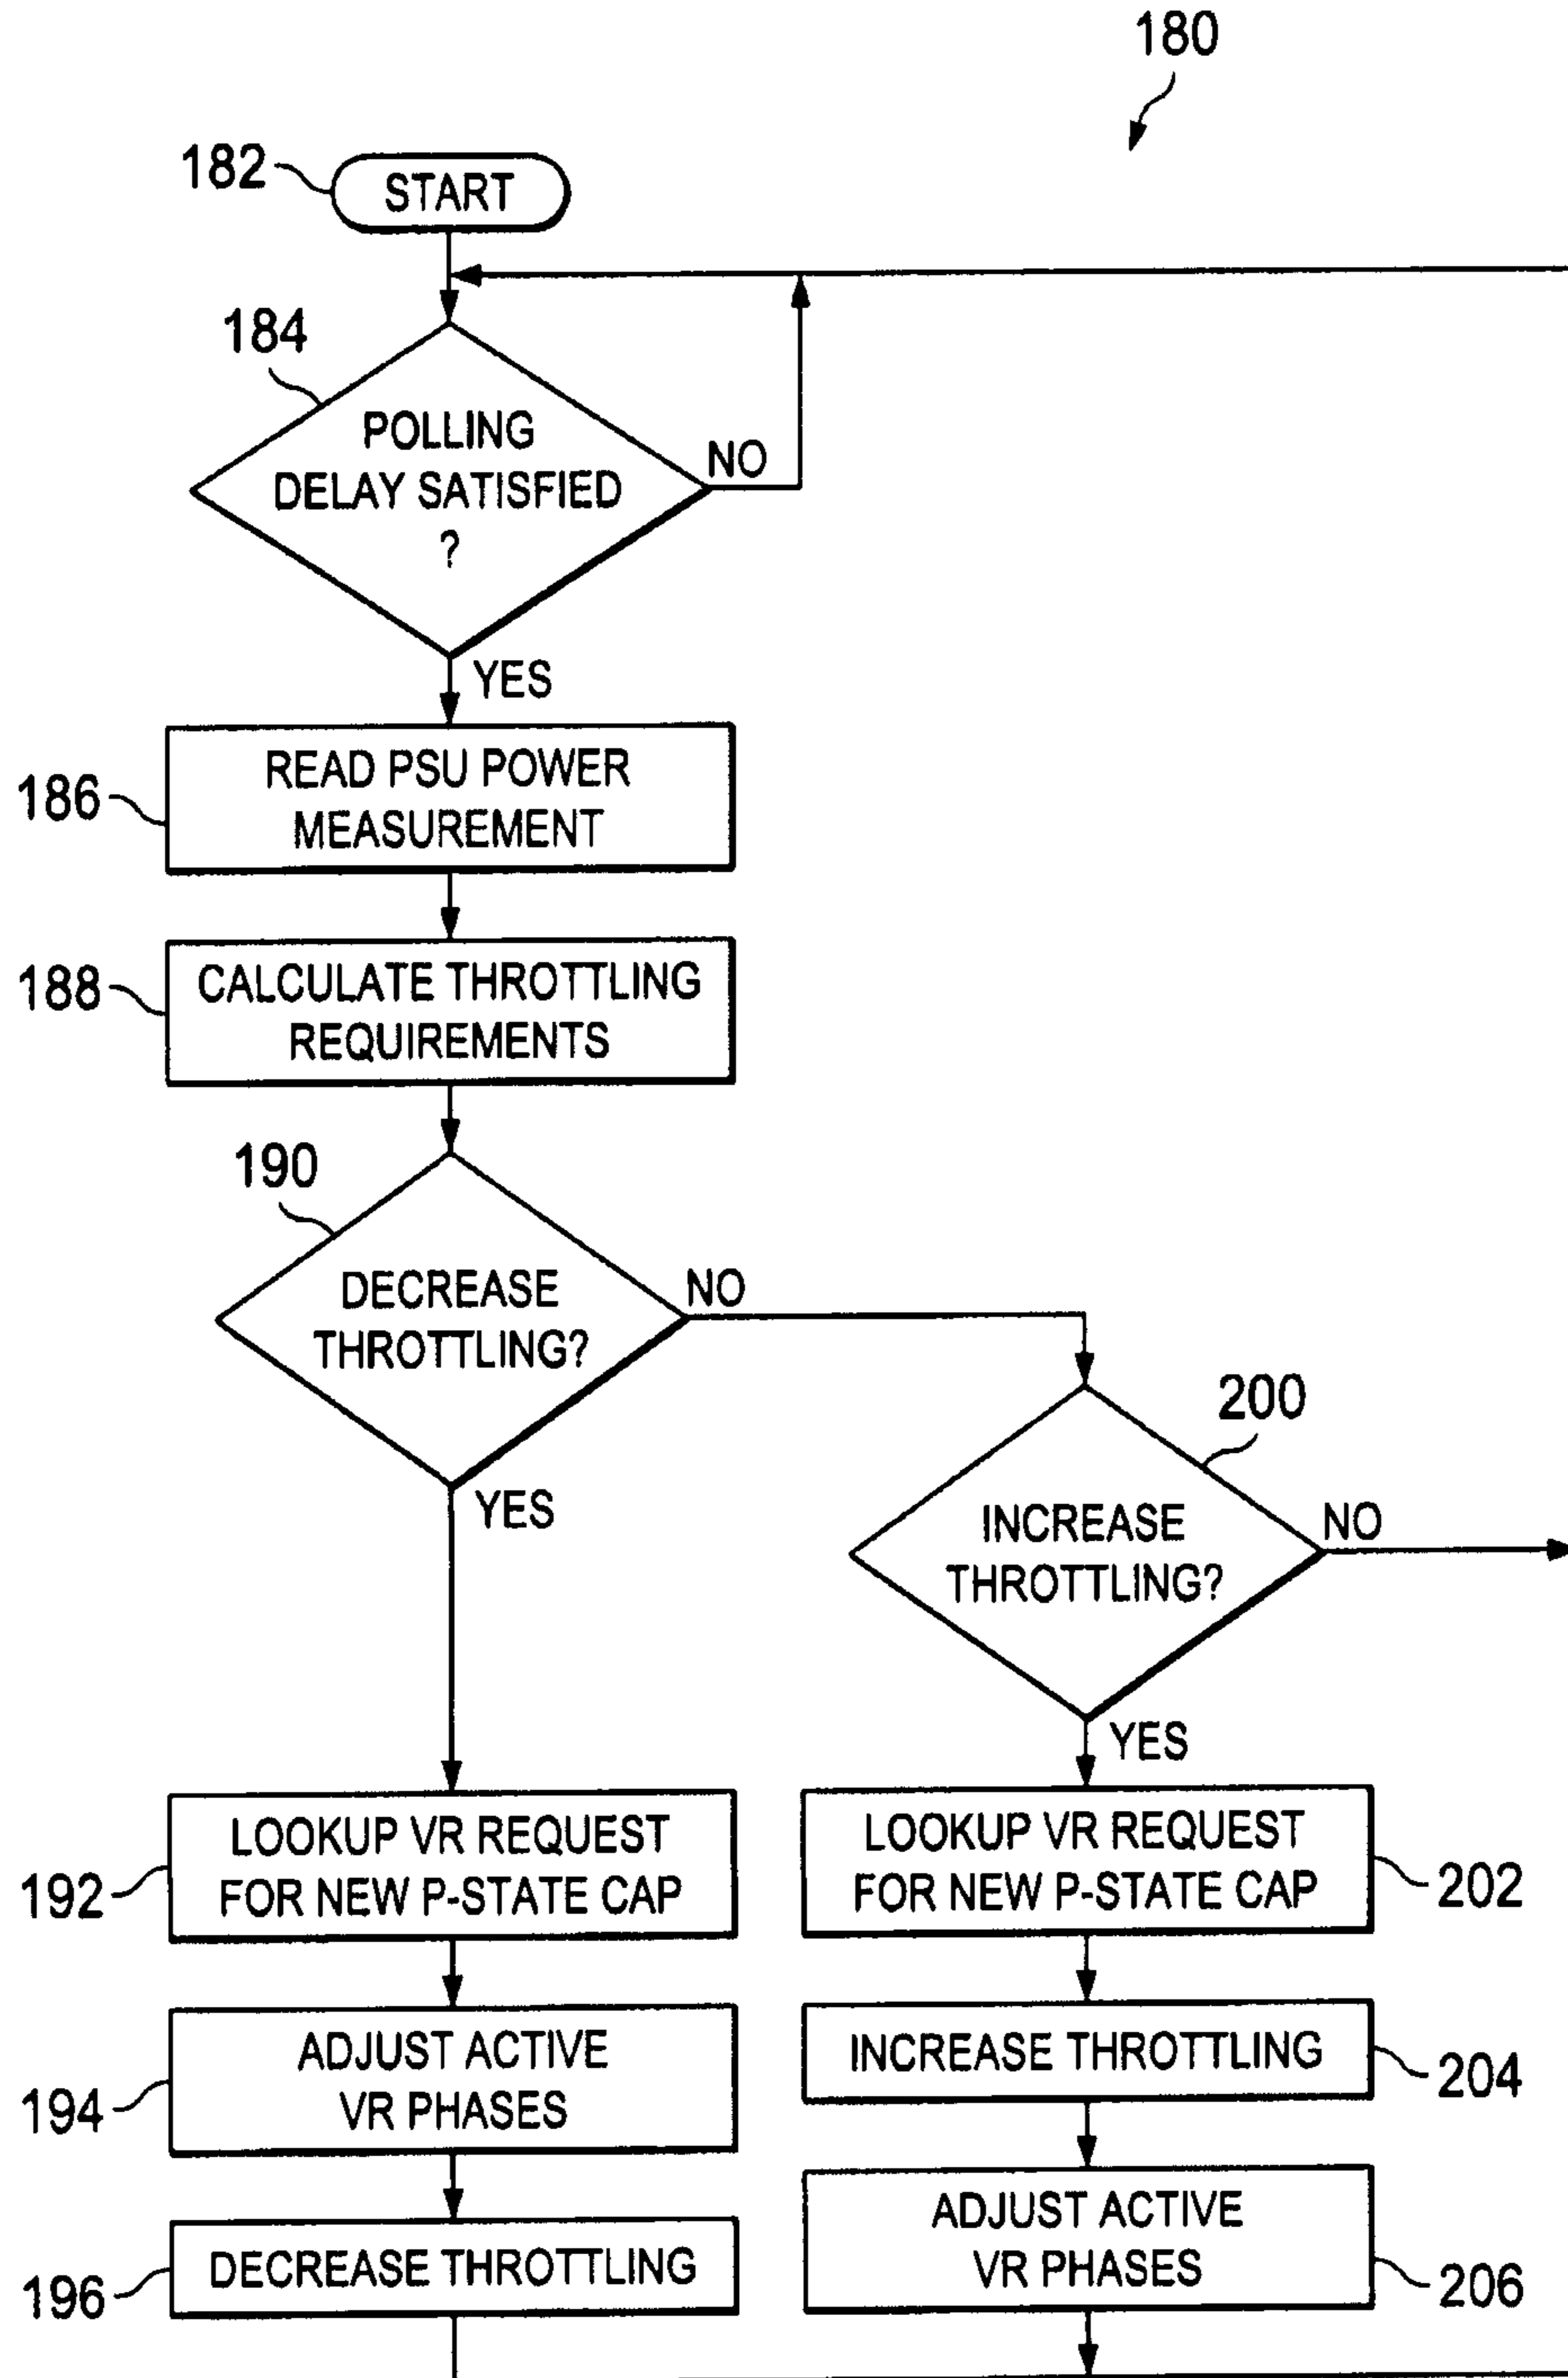 180
182
START
184
POLLING
DELAY SATISFIED
?
NO
YES
186
READ PSU POWER
MEASUREMENT
188
CALCULATE THROTTLING
REQUIREMENTS
190
DECREASE
THROTTLING?
NO
YES
200
INCREASE
THROTTLING?
NO
YES
192
LOOKUP VR REQUEST
FOR NEW P-STATE CAP
194
ADJUST ACTIVE
VR PHASES
196
DECREASE THROTTLING
LOOKUP VR REQUEST
FOR NEW P-STATE CAP
202
INCREASE THROTTLING
204
ADJUST ACTIVE
VR PHASES
206